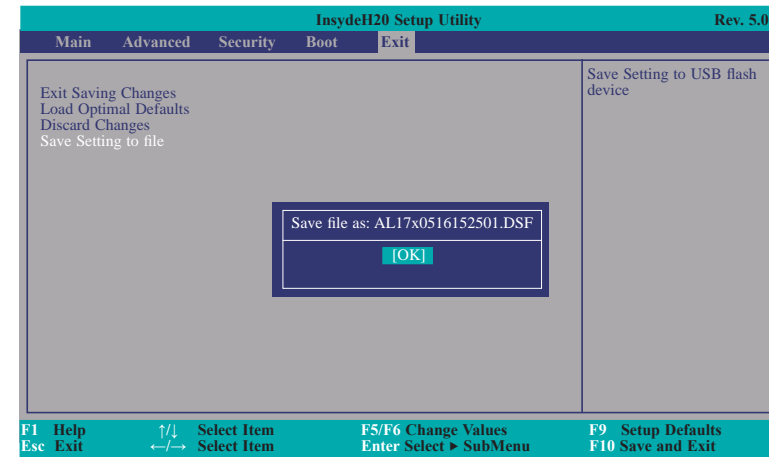 InsydeH20 Setup Utility Rev. 5.0
Main Advanced Security Boot Exit
Exit Saving Changes
Load Optimal Defaults
Discard Changes
Save Setting to file
Save Setting to USB flash
device
Save file as: AL17x0516152501.DSF
[OK]
F1 Help ↑/↓ Select Item F5/F6 Change Values F9 Setup Defaults
Esc Exit ←/→ Select Item Enter Select ► SubMenu F10 Save and Exit